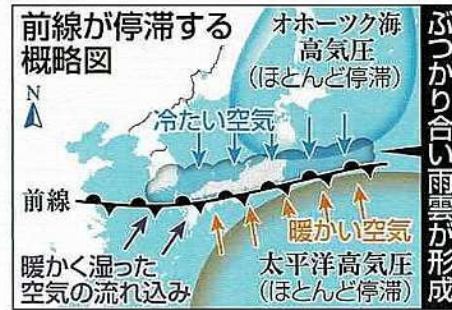 前線が停滞する
概略図
N
オホーツク海
高気圧
(ほとんど停滞)
冷たい空気
前線
暖かい空気
暖かく湿った
空気の流れ込み
太平洋高気圧
(ほとんど停滞)
ぶつかり合い雨雲が形成